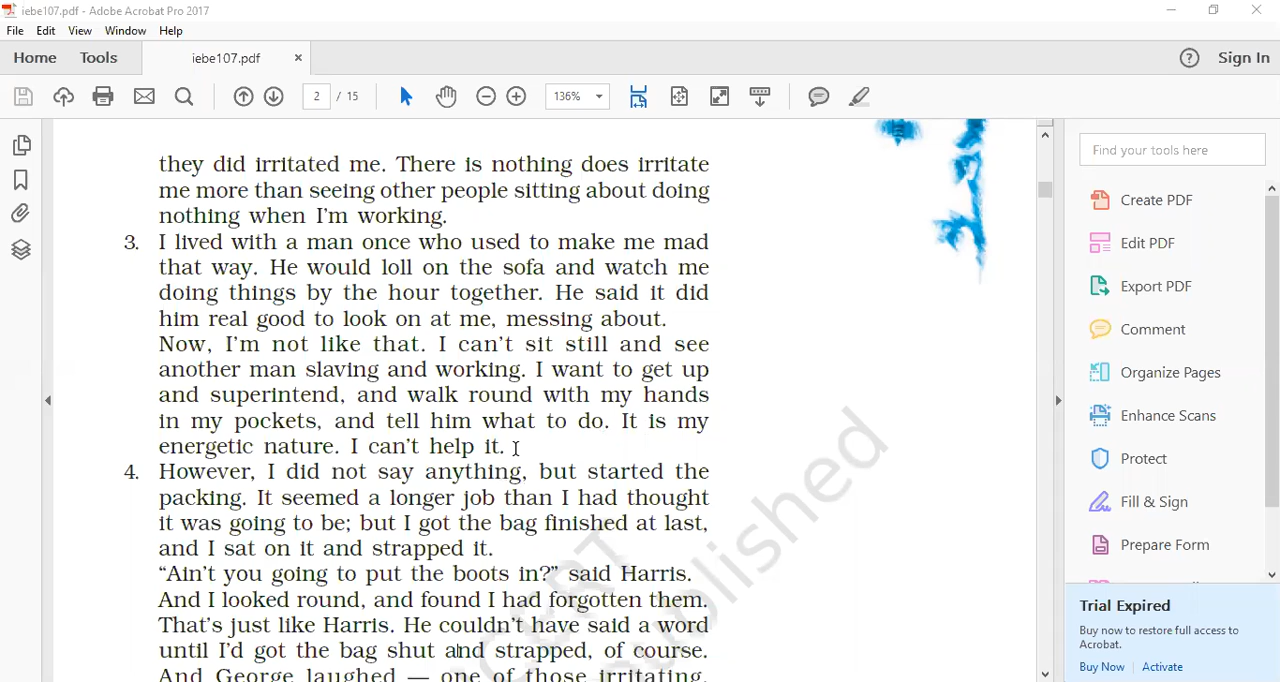 iebe107.pdf - Adobe Acrobat Pro 2017
File Edit View Window Help
Home Tools iebe107.pdf × Sign In
2 / 15 136%
they did irritated me. There is nothing does irritate
me more than seeing other people sitting about doing
nothing when I'm working.
3. I lived with a man once who used to make me mad
that way. He would loll on the sofa and watch me
doing things by the hour together. He said it did
him real good to look on at me, messing about.
Now, I'm not like that. I can't sit still and see
another man slaving and working. I want to get up
and superintend, and walk round with my hands
in my pockets, and tell him what to do. It is my
energetic nature. I can't help it.
4. However, I did not say anything, but started the
packing. It seemed a longer job than I had thought
it was going to be; but I got the bag finished at last,
and I sat on it and strapped it.
“Ain't you going to put the boots in?” said Harris.
And I looked round, and found I had forgotten them.
That's just like Harris. He couldn't have said a word
until I'd got the bag shut and strapped, of course.
And George laughed — one of those irritating,
NCERT
republished
Find your tools here
Create PDF
Edit PDF
Export PDF
Comment
Organize Pages
Enhance Scans
Protect
Fill & Sign
Prepare Form
Trial Expired
Buy now to restore full access to
Acrobat.
Buy Now | Activate